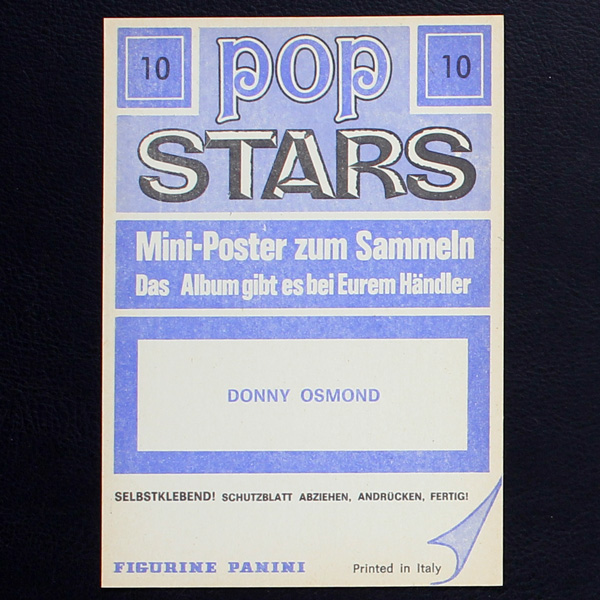 10 pop 10
STARS
Mini-Poster zum Sammeln
Das Album gibt es bei Eurem Händler
DONNY OSMOND
SELBSTKLEBEND! SCHUTZBLATT ABZIEHEN, ANDRÜCKEN, FERTIG!
FIGURINE PANINI Printed in Italy